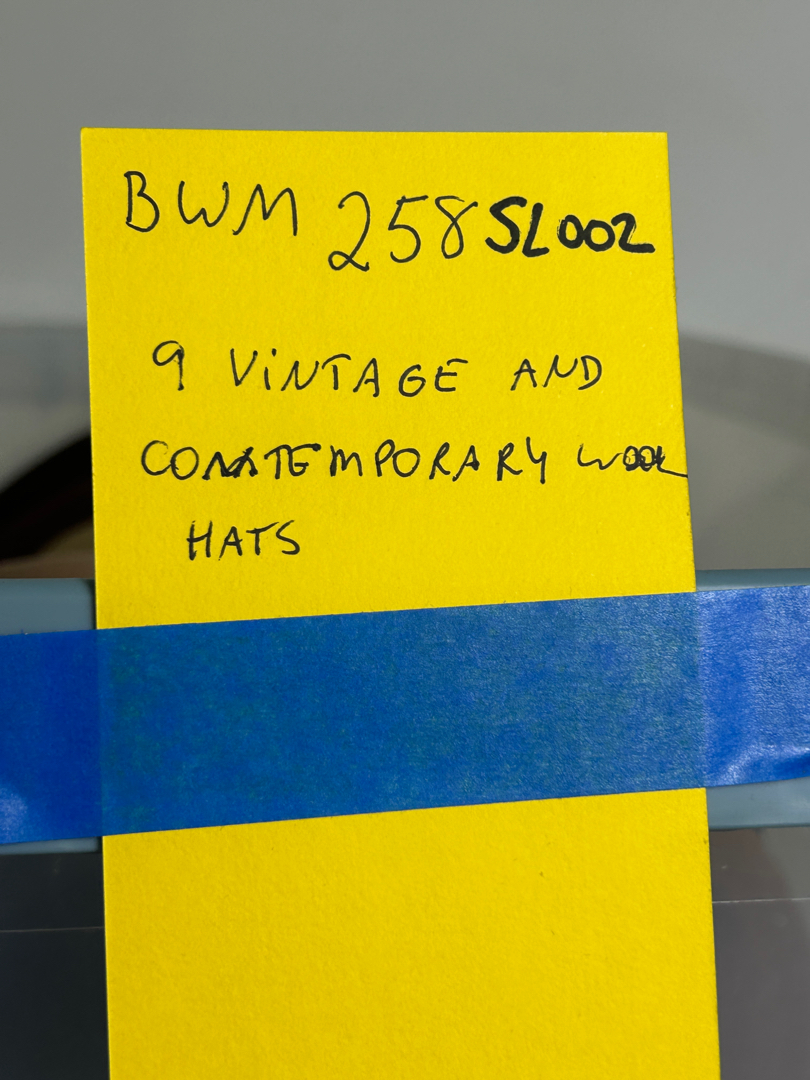 BWM 258 SL002
9 ViNTAGE AND
CONTEMPORARY WOOL
HATS